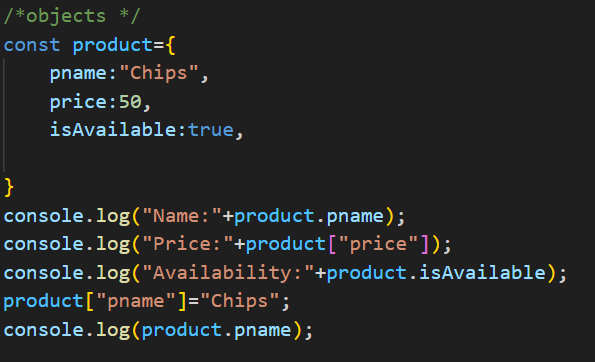 /*objects */
const product={
    pname:"Chips",
    price:50,
    isAvailable:true,

}
console.log("Name:"+product.pname);
console.log("Price:"+product["price"]);
console.log("Availability:"+product.isAvailable);
product["pname"]="Chips";
console.log(product.pname);